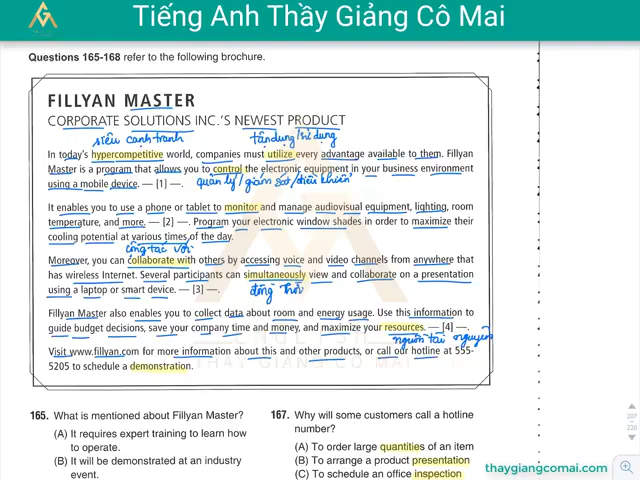 Tiếng Anh Thầy Giảng Cô Mai
Questions 165-168 refer to the following brochure.
FILLYAN MASTER
CORPORATE SOLUTIONS INC.'S NEWEST PRODUCT
siêu cạnh tranh
tận dụng/sử dụng
In today's hypercompetitive world, companies must utilize every advantage available to them. Fillyan
Master is a program that allows you to control the electronic equipment in your business environment
using a mobile device. — [1] —.
quản lý/giám sát/điều khiển
It enables you to use a phone or tablet to monitor and manage audiovisual equipment, lighting, room
temperature, and more. — [2] —. Program your electronic window shades in order to maximize their
cooling potential at various times of the day.
cộng tác với
Moreover, you can collaborate with others by accessing voice and video channels from anywhere that
has wireless Internet. Several participants can simultaneously view and collaborate on a presentation
using a laptop or smart device. — [3] —.
đồng thời
Fillyan Master also enables you to collect data about room and energy usage. Use this information to
guide budget decisions, save your company time and money, and maximize your resources. — [4] —.
nguồn tài nguyên
Visit www.fillyan.com for more information about this and other products, or call our hotline at 555-
5205 to schedule a demonstration.
THẦY GIẢNG CÔ MAI
165. What is mentioned about Fillyan Master?
(A) It requires expert training to learn how
to operate.
(B) It will be demonstrated at an industry
event.
167. Why will some customers call a hotline
number?
(A) To order large quantities of an item
(B) To arrange a product presentation
(C) To schedule an office inspection
207
220
thaygiangcomai.com